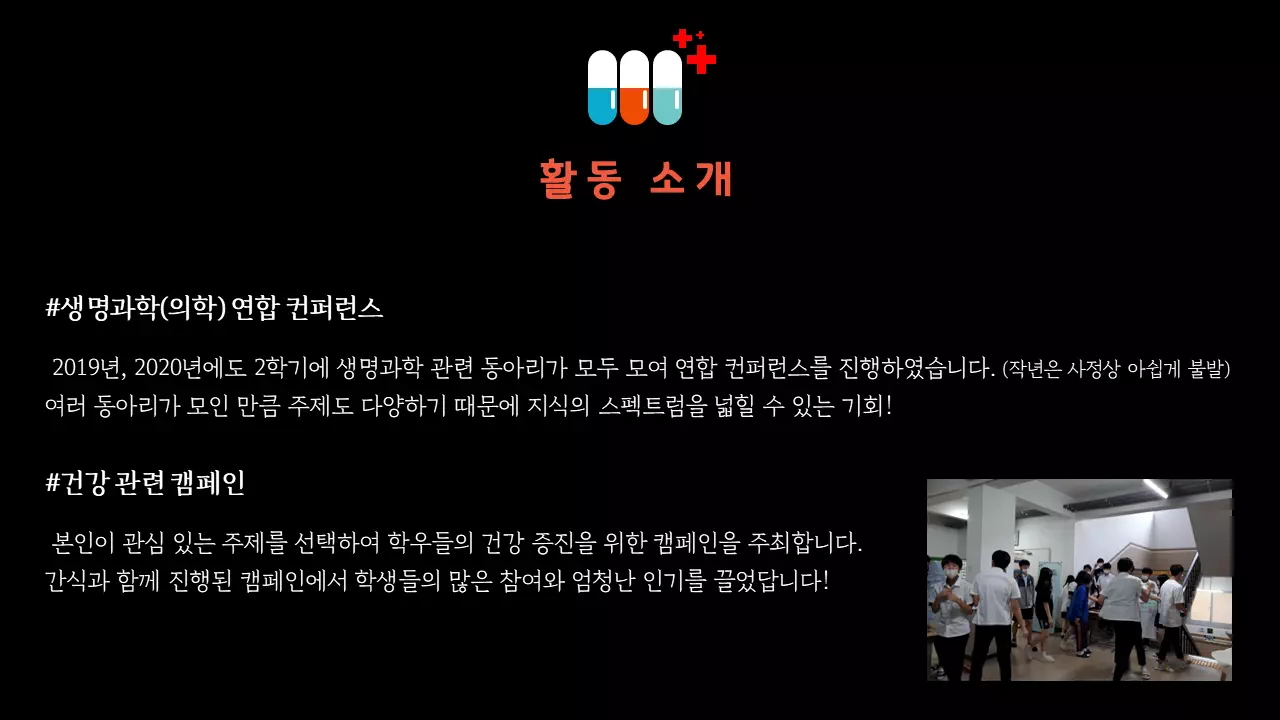 활동 소개
#생명과학(의학) 연합 컨퍼런스
2019년, 2020년에도 2학기에 생명과학 관련 동아리가 모두 모여 연합 컨퍼런스를 진행하였습니다. (작년은 사정상 아쉽게 불발)
여러 동아리가 모인 만큼 주제도 다양하기 때문에 지식의 스펙트럼을 넓힐 수 있는 기회!
#건강 관련 캠페인
본인이 관심 있는 주제를 선택하여 학우들의 건강 증진을 위한 캠페인을 주최합니다.
간식과 함께 진행된 캠페인에서 학생들의 많은 참여와 엄청난 인기를 끌었답니다!